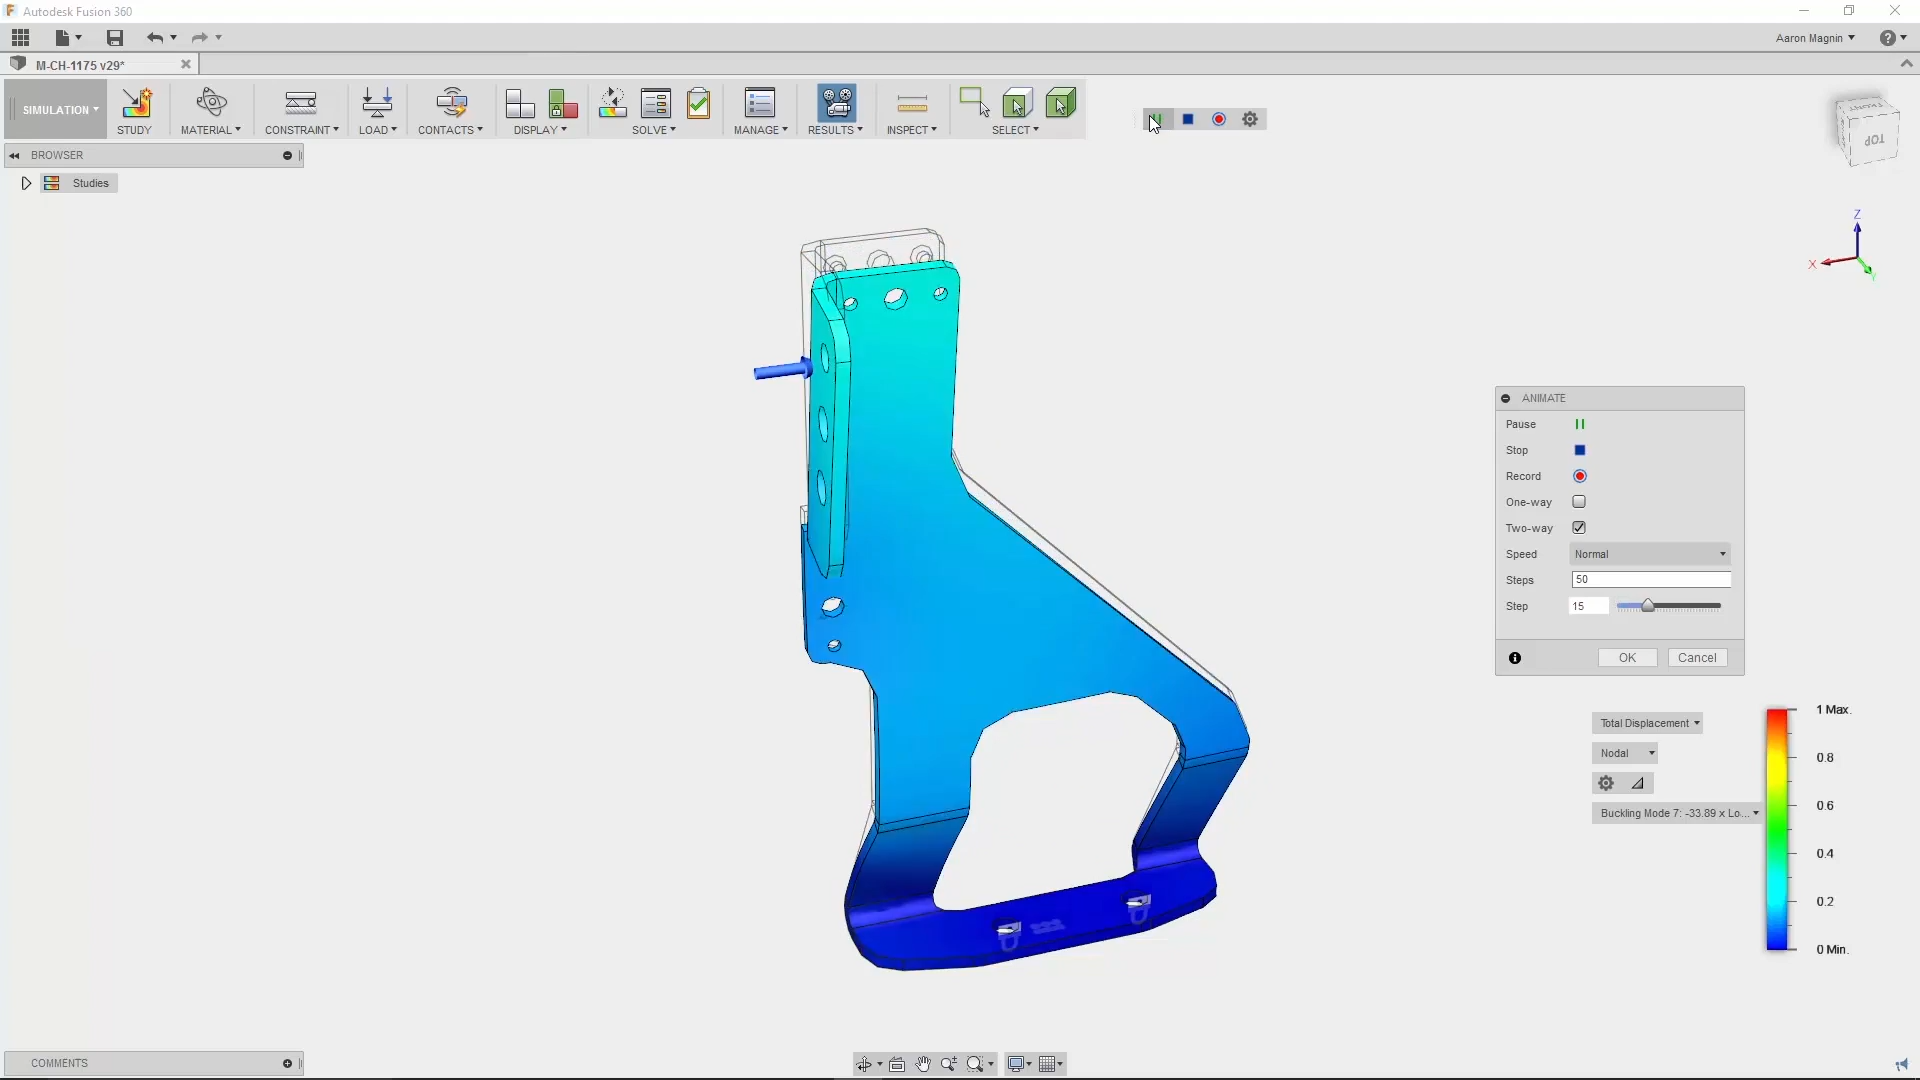 Autodesk Fusion 360
Aaron Magnin
M-CH-1175 v29*
SIMULATION
STUDY
MATERIAL
CONSTRAINT
LOAD
CONTACTS
DISPLAY
SOLVE
MANAGE
RESULTS
INSPECT
SELECT
FRONT
TOP
BROWSER
Studies
Z
X
Y
ANIMATE
Pause
Stop
Record
One-way
Two-way
Speed Normal
Steps 50
Step 15
OK Cancel
Total Displacement
Nodal
Buckling Mode 7: -33.89 x Lo...
1 Max.
0.8
0.6
0.4
0.2
0 Min.
COMMENTS